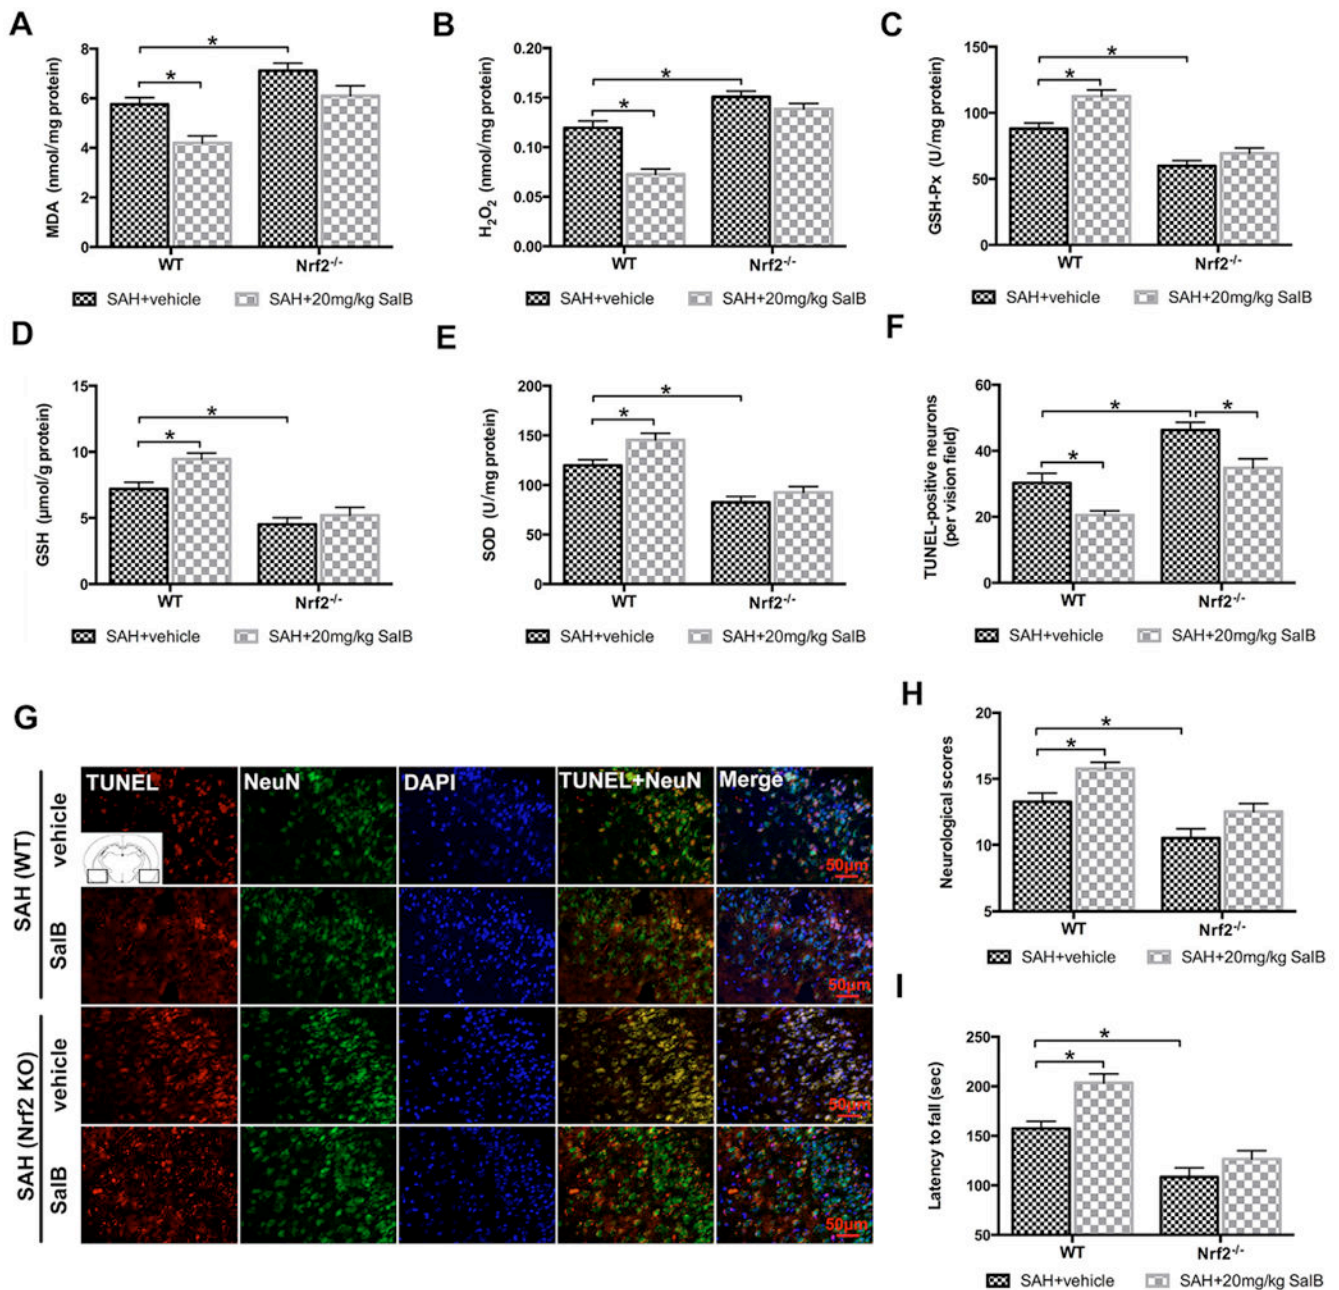 A
MDA (nmol/mg protein)
8
6
4
2
0
*
*
WT
Nrf2-/-
SAH+vehicle
SAH+20mg/kg SalB
B
H2O2 (nmol/mg protein)
0.20
0.15
0.10
0.05
0.00
*
*
WT
Nrf2-/-
SAH+vehicle
SAH+20mg/kg SalB
C
GSH-Px (U/mg protein)
150
100
50
0
*
*
WT
Nrf2-/-
SAH+vehicle
SAH+20mg/kg SalB
D
GSH (μmol/g protein)
15
10
5
0
*
*
WT
Nrf2-/-
SAH+vehicle
SAH+20mg/kg SalB
E
SOD (U/mg protein)
200
150
100
50
0
*
*
WT
Nrf2-/-
SAH+vehicle
SAH+20mg/kg SalB
F
TUNEL-positive neurons
(per vision field)
60
40
20
0
*
*
*
WT
Nrf2-/-
SAH+vehicle
SAH+20mg/kg SalB
G
TUNEL
NeuN
DAPI
TUNEL+NeuN
Merge
SAH (WT)
vehicle
50μm
SalB
50μm
SAH (Nrf2 KO)
vehicle
50μm
SalB
50μm
H
Neurological scores
20
15
10
5
*
*
WT
Nrf2-/-
SAH+vehicle
SAH+20mg/kg SalB
I
Latency to fall (sec)
250
200
150
100
50
*
*
WT
Nrf2-/-
SAH+vehicle
SAH+20mg/kg SalB